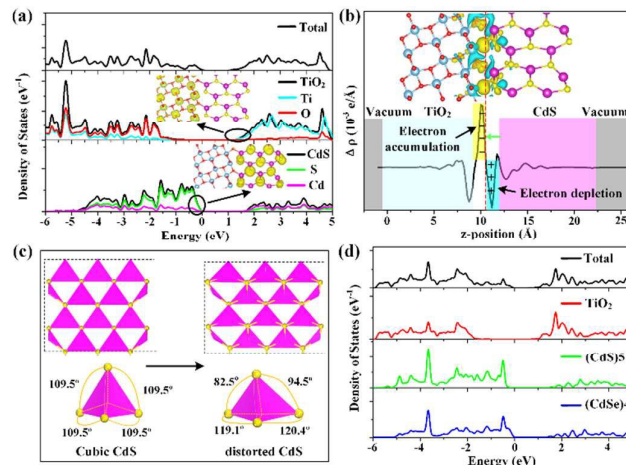 (a)
Total
TiO2
Ti
O
CdS
S
Cd
Density of States (eV-1)
-6 -5 -4 -3 -2 -1 0 1 2 3 4 5
Energy (eV)
(b)
Vacuum TiO2 CdS Vacuum
Electron
accumulation
Electron depletion
Δ ρ (10-3 e/Å)
0 5 10 15 20 25
z-position (Å)
(c)
109.5° 109.5°
109.5° 109.5°
Cubic CdS
82.5° 94.5°
119.1° 120.4°
distorted CdS
(d)
Total
TiO2
(CdS)5
(CdSe)4
Density of States (eV-1)
-6 -4 -2 0 2 4
Energy (eV)